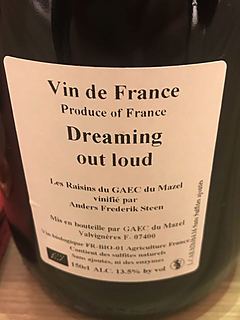 Vin de France
Produce of France
Dreaming
out loud
Les Raisins du GAEC du Mazel
vinifié par
Anders Frederik Steen
Mis en bouteille par GAEC du Mazel
Valvignères F. 07400
Vin biologique FR-BIO-01 Agriculture France
Contient des sulfites naturels
Sans ajoutes, ni des enzymes
150cl ALC. 13.5% by vol